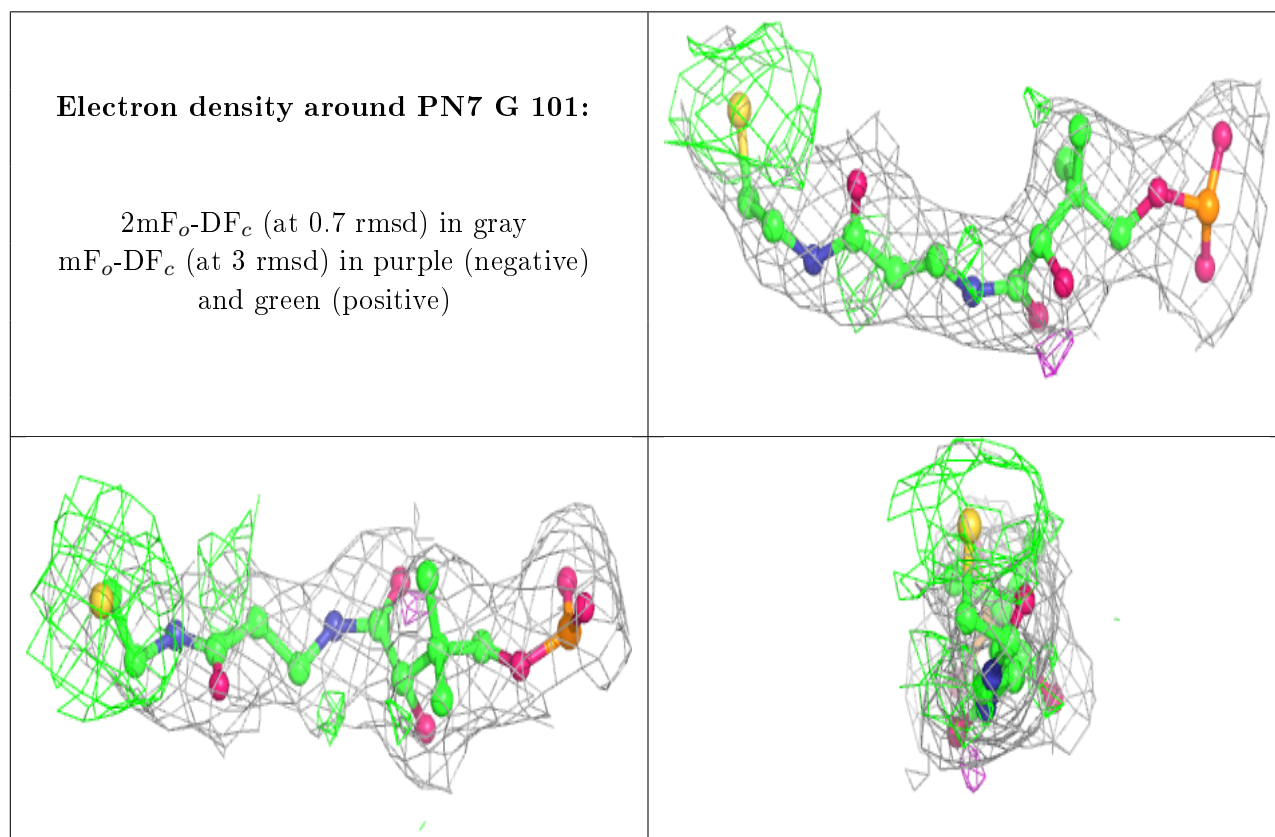 Electron density around PN7 G 101:
2mFo-DFc (at 0.7 rmsd) in gray
mFo-DFc (at 3 rmsd) in purple (negative)
and green (positive)